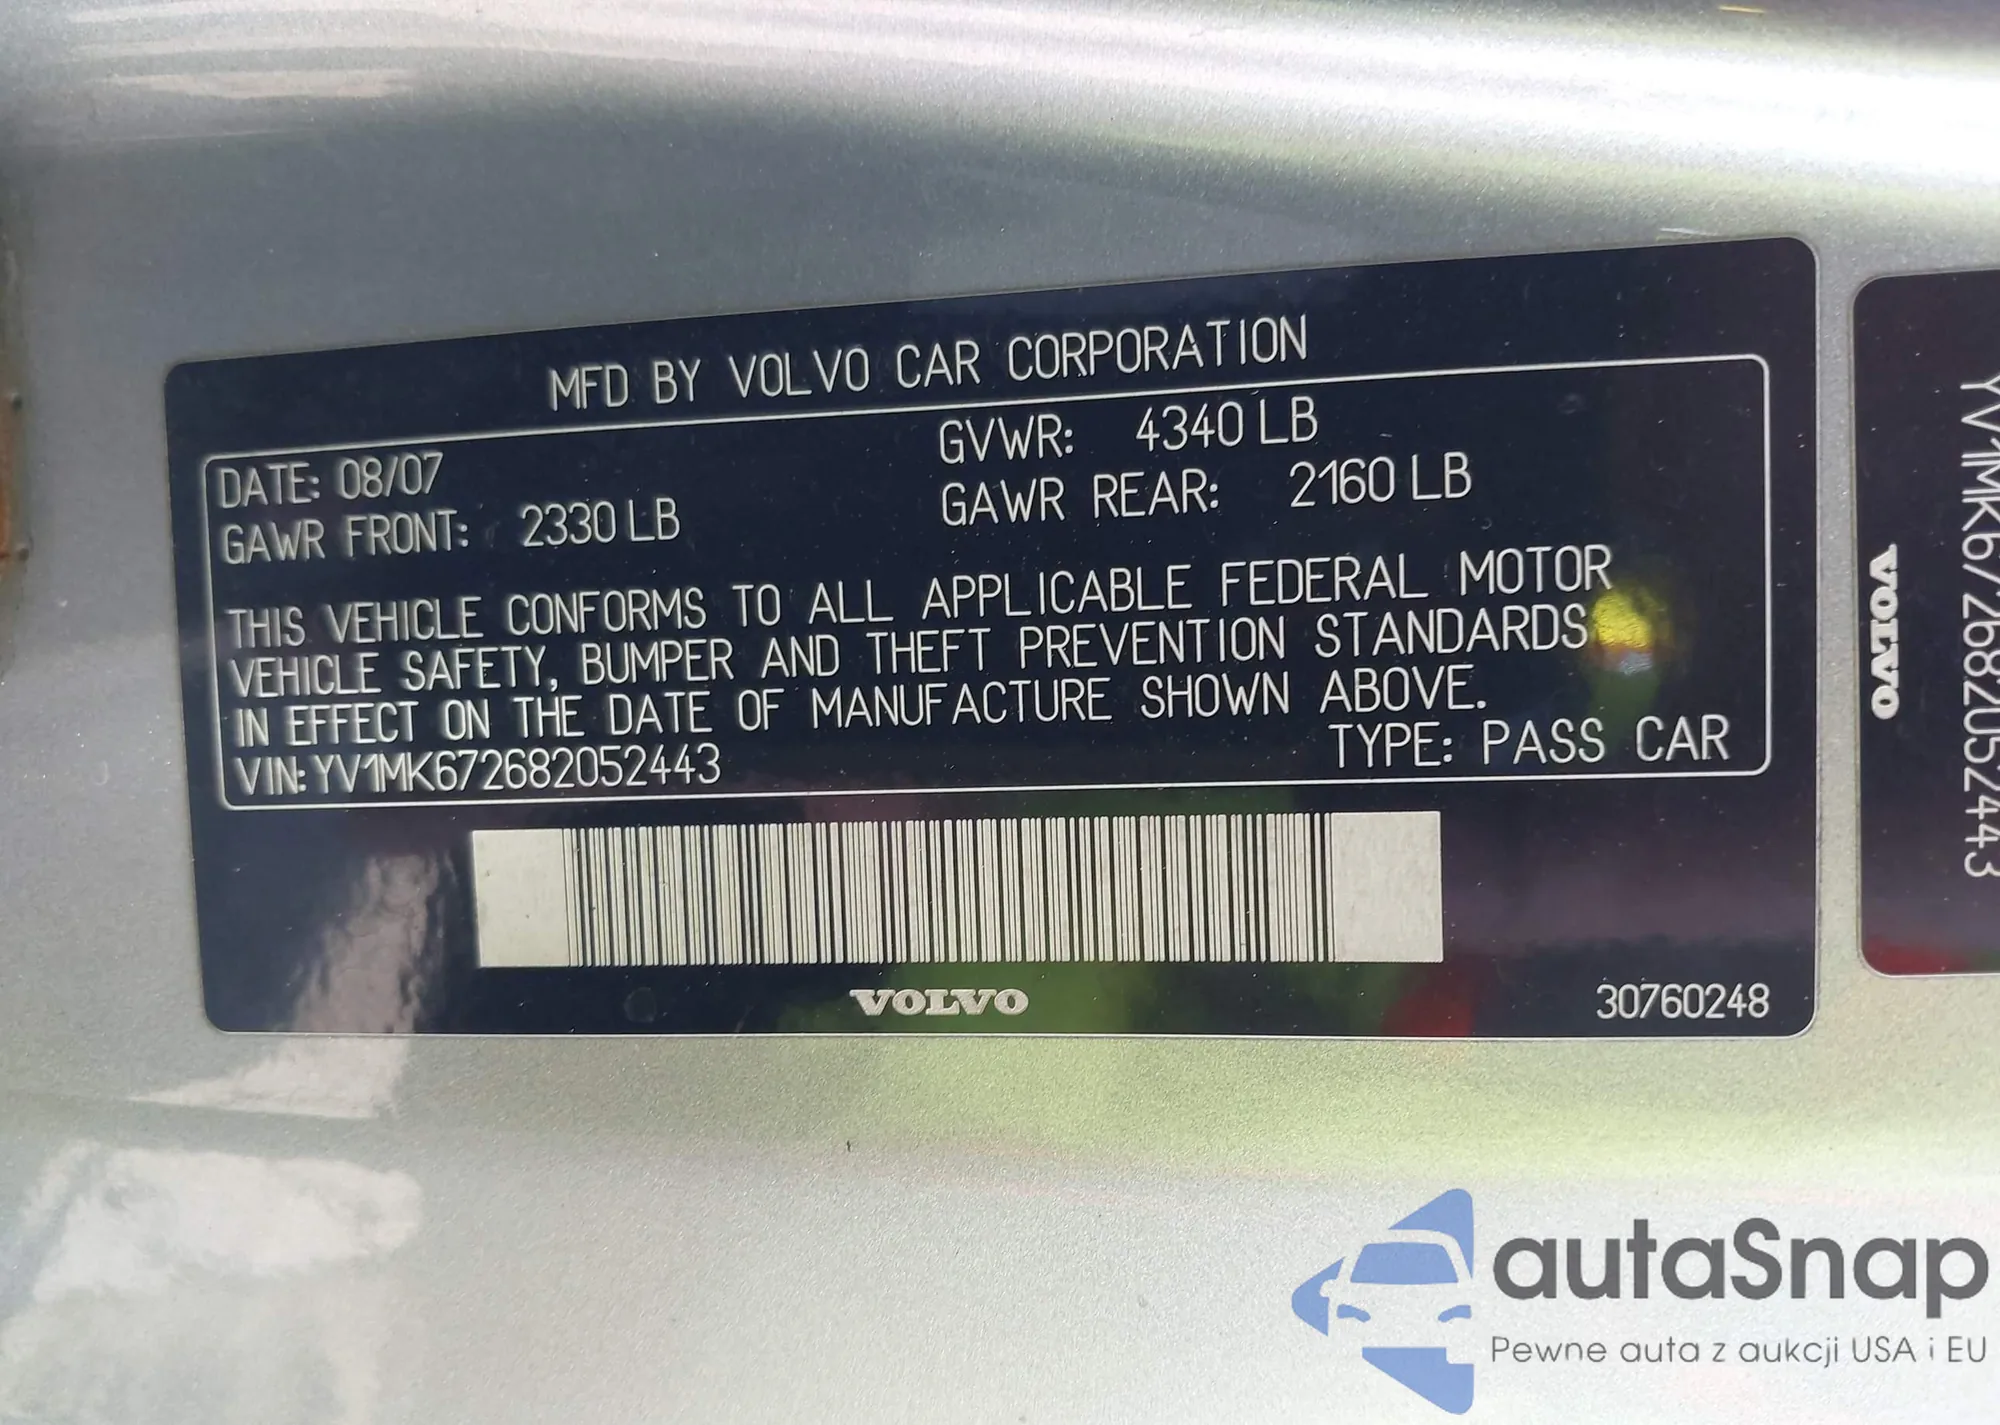 MFD BY VOLVO CAR CORPORATION
DATE: 08/07
GVWR: 4340 LB
GAWR FRONT: 2330 LB
GAWR REAR: 2160 LB
THIS VEHICLE CONFORMS TO ALL APPLICABLE FEDERAL MOTOR
VEHICLE SAFETY, BUMPER AND THEFT PREVENTION STANDARDS
IN EFFECT ON THE DATE OF MANUFACTURE SHOWN ABOVE.
VIN: YV1MK672682052443
TYPE: PASS CAR
VOLVO
30760248
YV1MK672682052443
VOLVO
autaSnap
Pewne auta z aukcji USA i EU